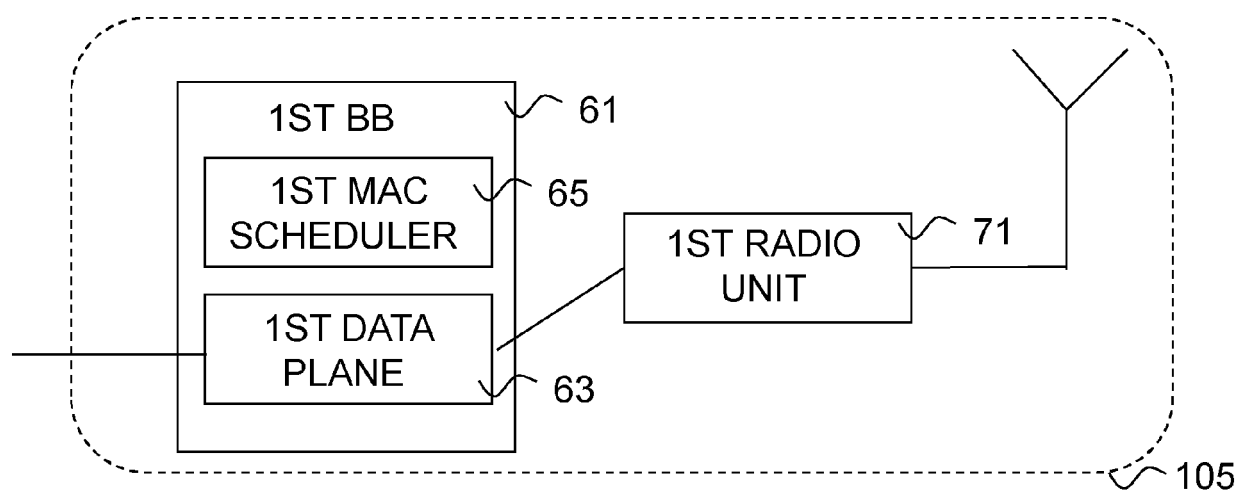 1ST BB
61
1ST MAC
SCHEDULER
65
1ST RADIO
UNIT
71
1ST DATA
PLANE
63
105